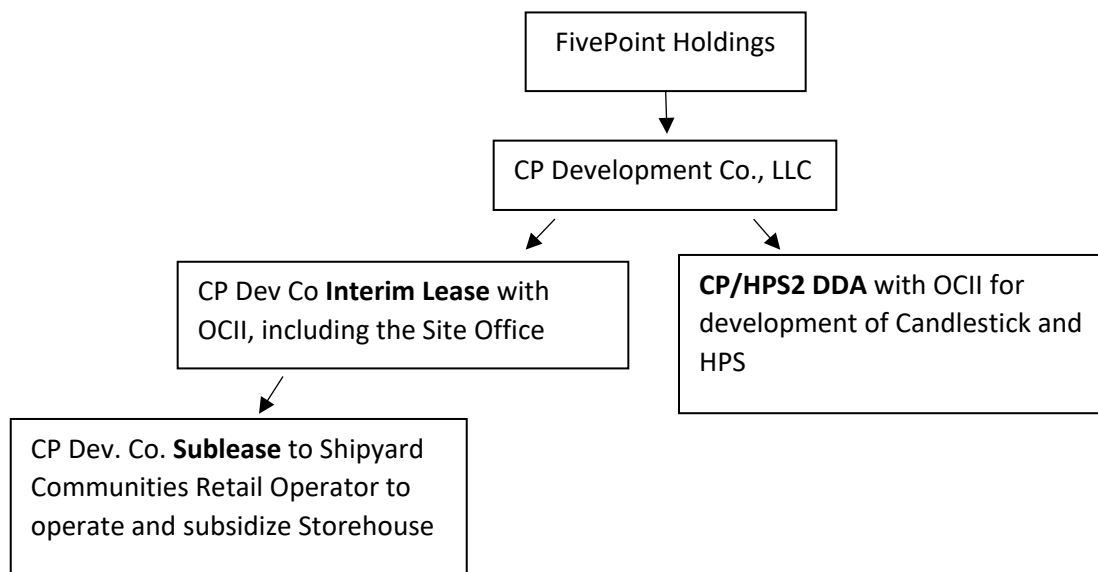 FivePoint Holdings
CP Development Co., LLC
CP Dev Co Interim Lease with
OCII, including the Site Office
CP/HPS2 DDA with OCII for
development of Candlestick and
HPS
CP Dev. Co. Sublease to Shipyard
Communities Retail Operator to
operate and subsidize Storehouse